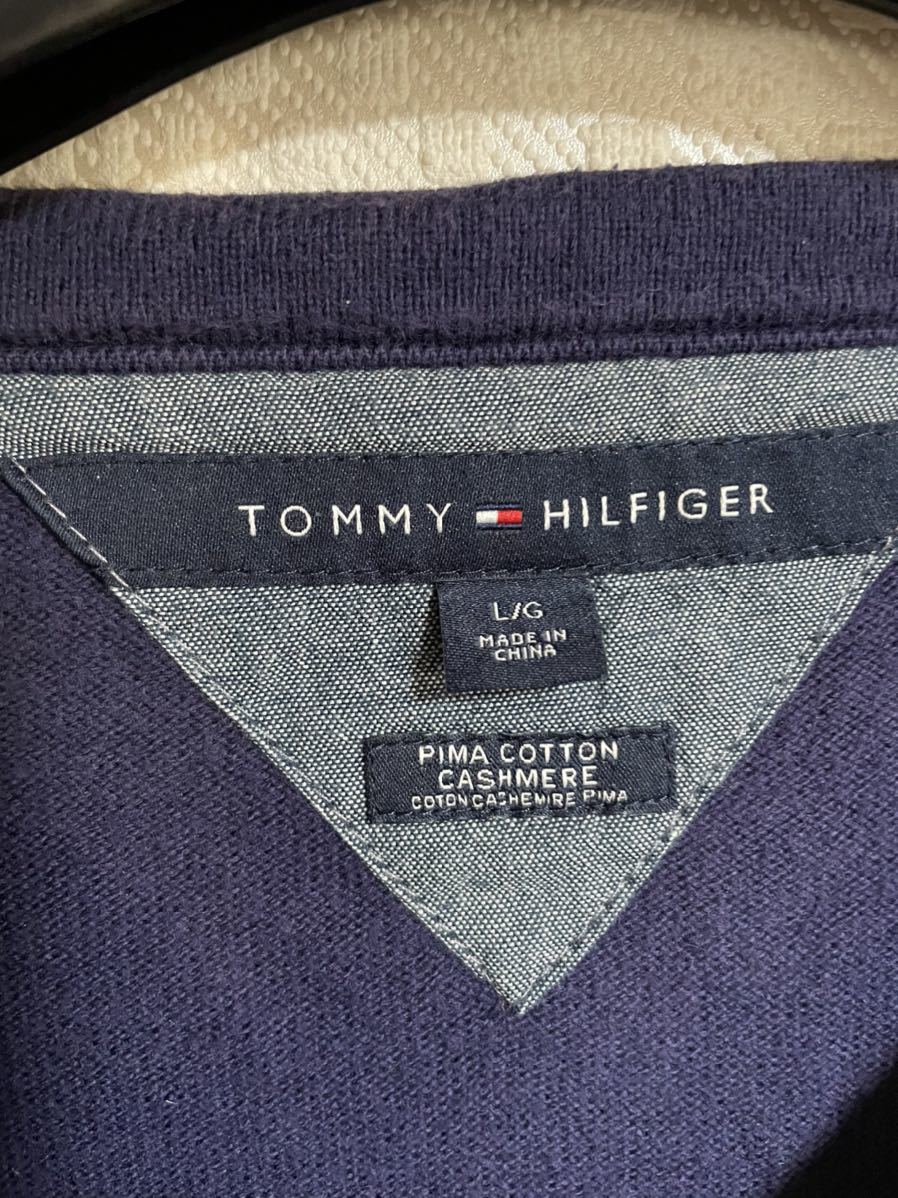 TOMMY HILFIGER
L/G
MADE IN
CHINA
PIMA COTTON
CASHMERE
COTON CACHEMIRE PIMA